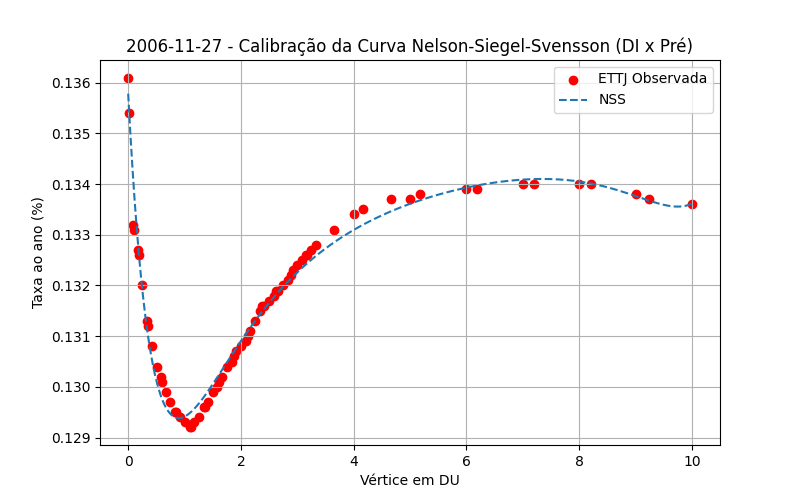 2006-11-27 - Calibração da Curva Nelson-Siegel-Svensson (DI x Pré)
ETTJ Observada
NSS
Taxa ao ano (%)
0.136
0.135
0.134
0.133
0.132
0.131
0.130
0.129
0 2 4 6 8 10
Vértice em DU